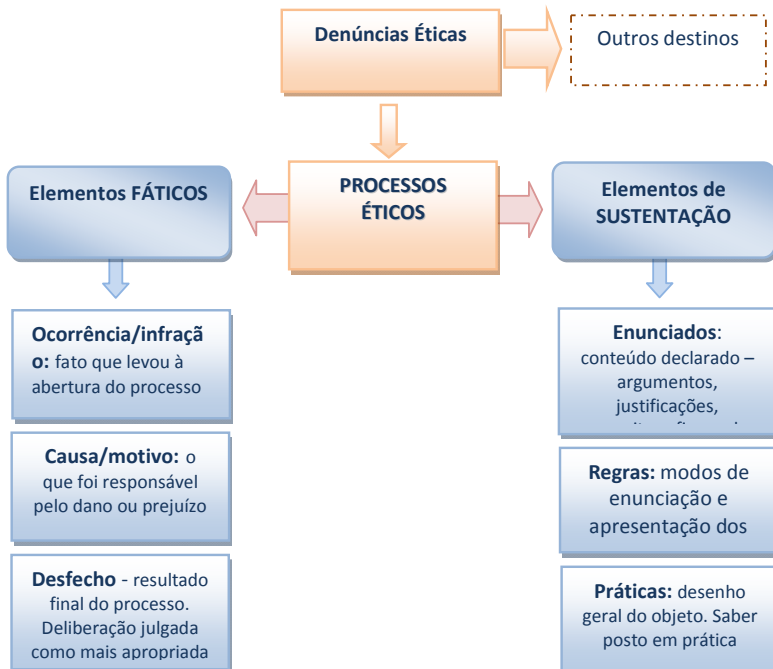 Denúncias Éticas
Outros destinos
PROCESSOS
ÉTICOS
Elementos FÁTICOS
Elementos de
SUSTENTAÇÃO
Ocorrência/infraçã
o: fato que levou à
abertura do processo
Causa/motivo: o
que foi responsável
pelo dano ou prejuízo
Desfecho - resultado
final do processo.
Deliberação julgada
como mais apropriada
Enunciados:
conteúdo declarado –
argumentos,
justificações,
Regras: modos de
enunciação e
apresentação dos
Práticas: desenho
geral do objeto. Saber
posto em prática